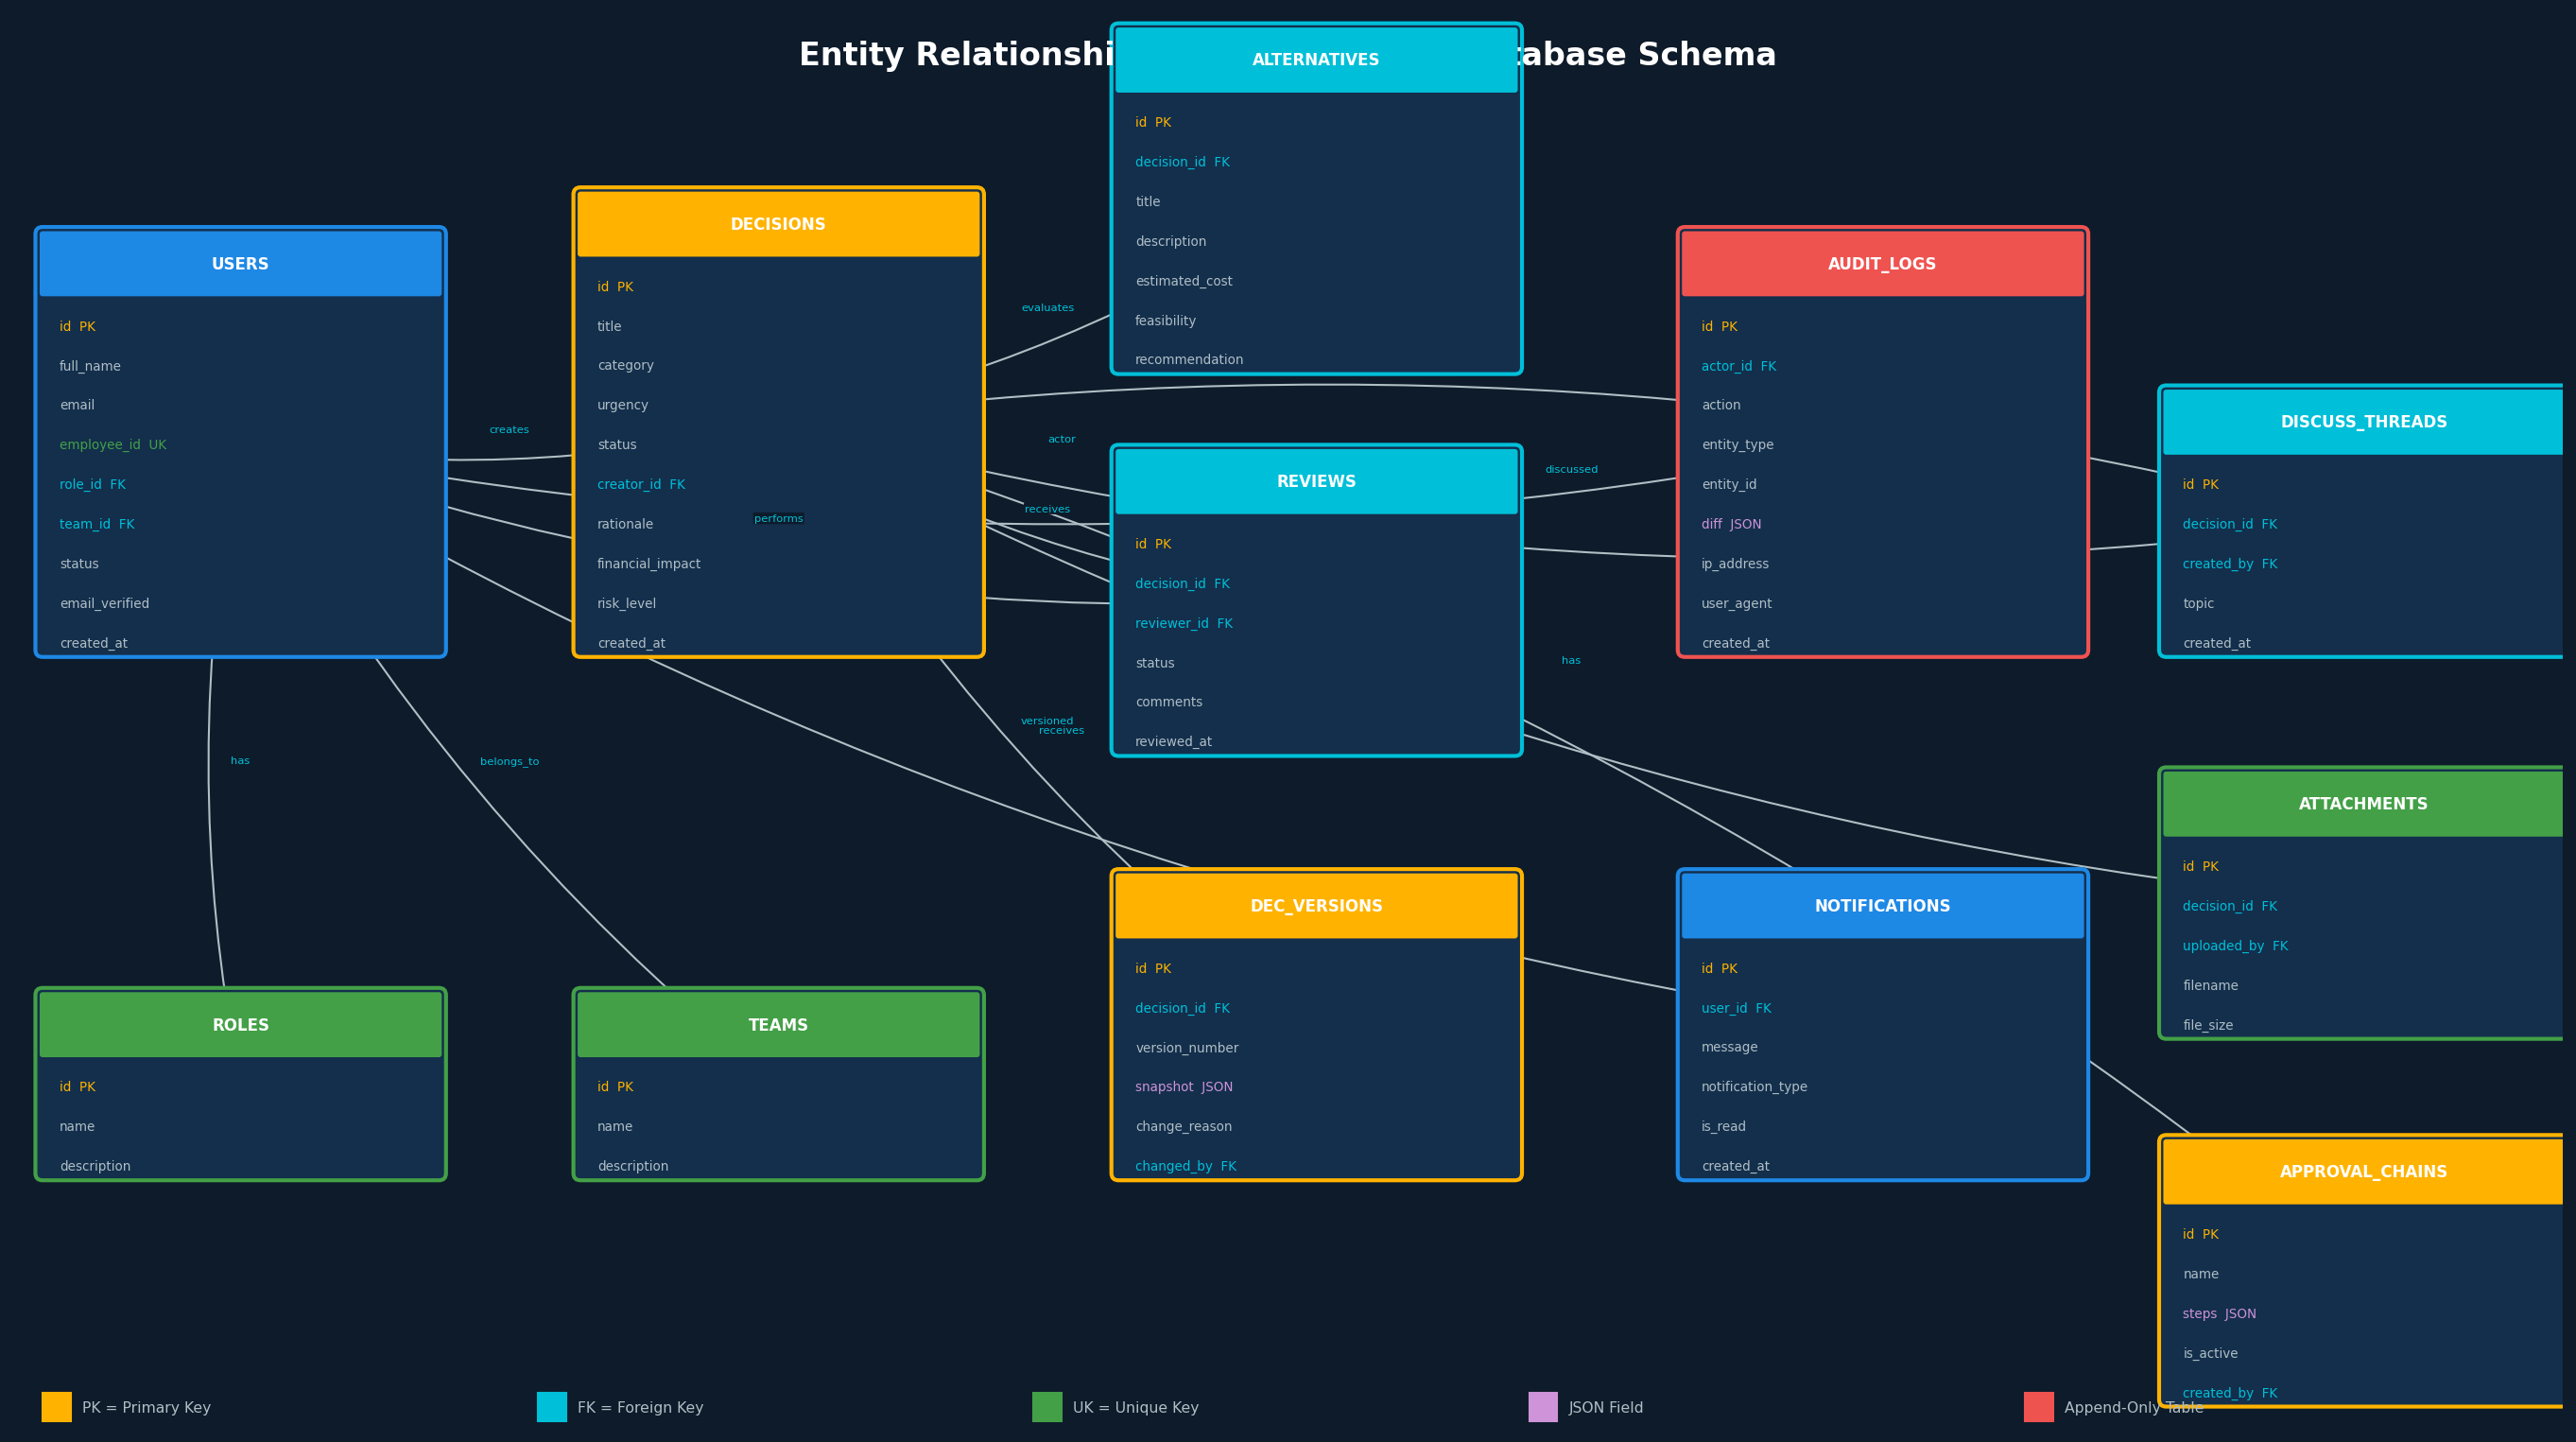 Entity Relationshi
tabase Schema
ALTERNATIVES
id PK
decision_id FK
title
description
estimated_cost
feasibility
recommendation
USERS
id PK
full_name
email
employee_id UK
role_id FK
team_id FK
status
email_verified
created_at
creates
DECISIONS
id PK
title
category
urgency
status
creator_id FK
rationale
performs
financial_impact
risk_level
created_at
evaluates
actor
receives
REVIEWS
id PK
decision_id FK
reviewer_id FK
status
comments
reviewed_at
discussed
has
AUDIT_LOGS
id PK
actor_id FK
action
entity_type
entity_id
diff JSON
ip_address
user_agent
created_at
DISCUSS_THREADS
id PK
decision_id FK
created_by FK
topic
created_at
has
belongs_to
versioned
receives
ATTACHMENTS
id PK
decision_id FK
uploaded_by FK
filename
file_size
ROLES
id PK
name
description
TEAMS
id PK
name
description
DEC_VERSIONS
id PK
decision_id FK
version_number
snapshot JSON
change_reason
changed_by FK
NOTIFICATIONS
id PK
user_id FK
message
notification_type
is_read
created_at
APPROVAL_CHAINS
id PK
name
steps JSON
is_active
created_by FK
PK = Primary Key
FK = Foreign Key
UK = Unique Key
JSON Field
Append-Only Table